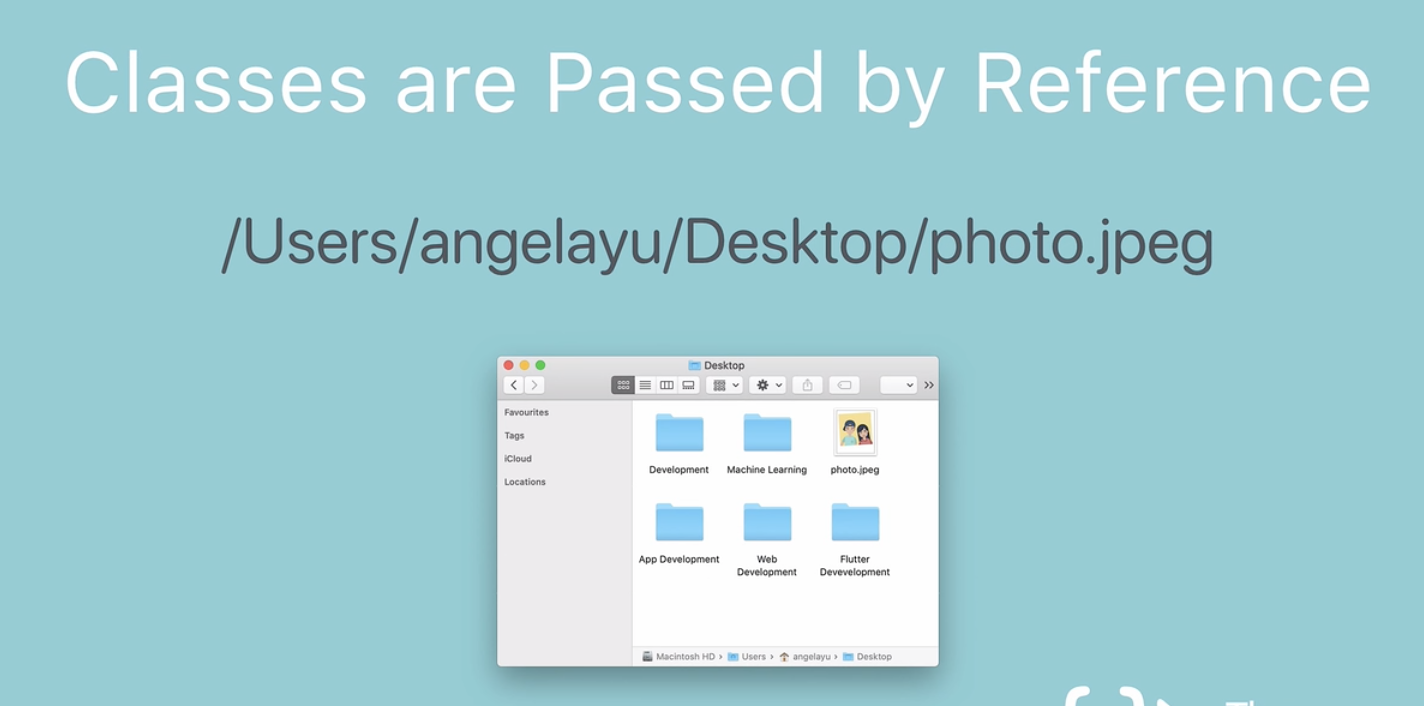 Classes are Passed by Reference
/Users/angelayu/Desktop/photo.jpeg
Desktop
Favourites
Tags
iCloud
Locations
Development
Machine Learning
photo.jpeg
App Development
Web
Development
Flutter
Devevelopment
Macintosh HD › Users › angelayu › Desktop